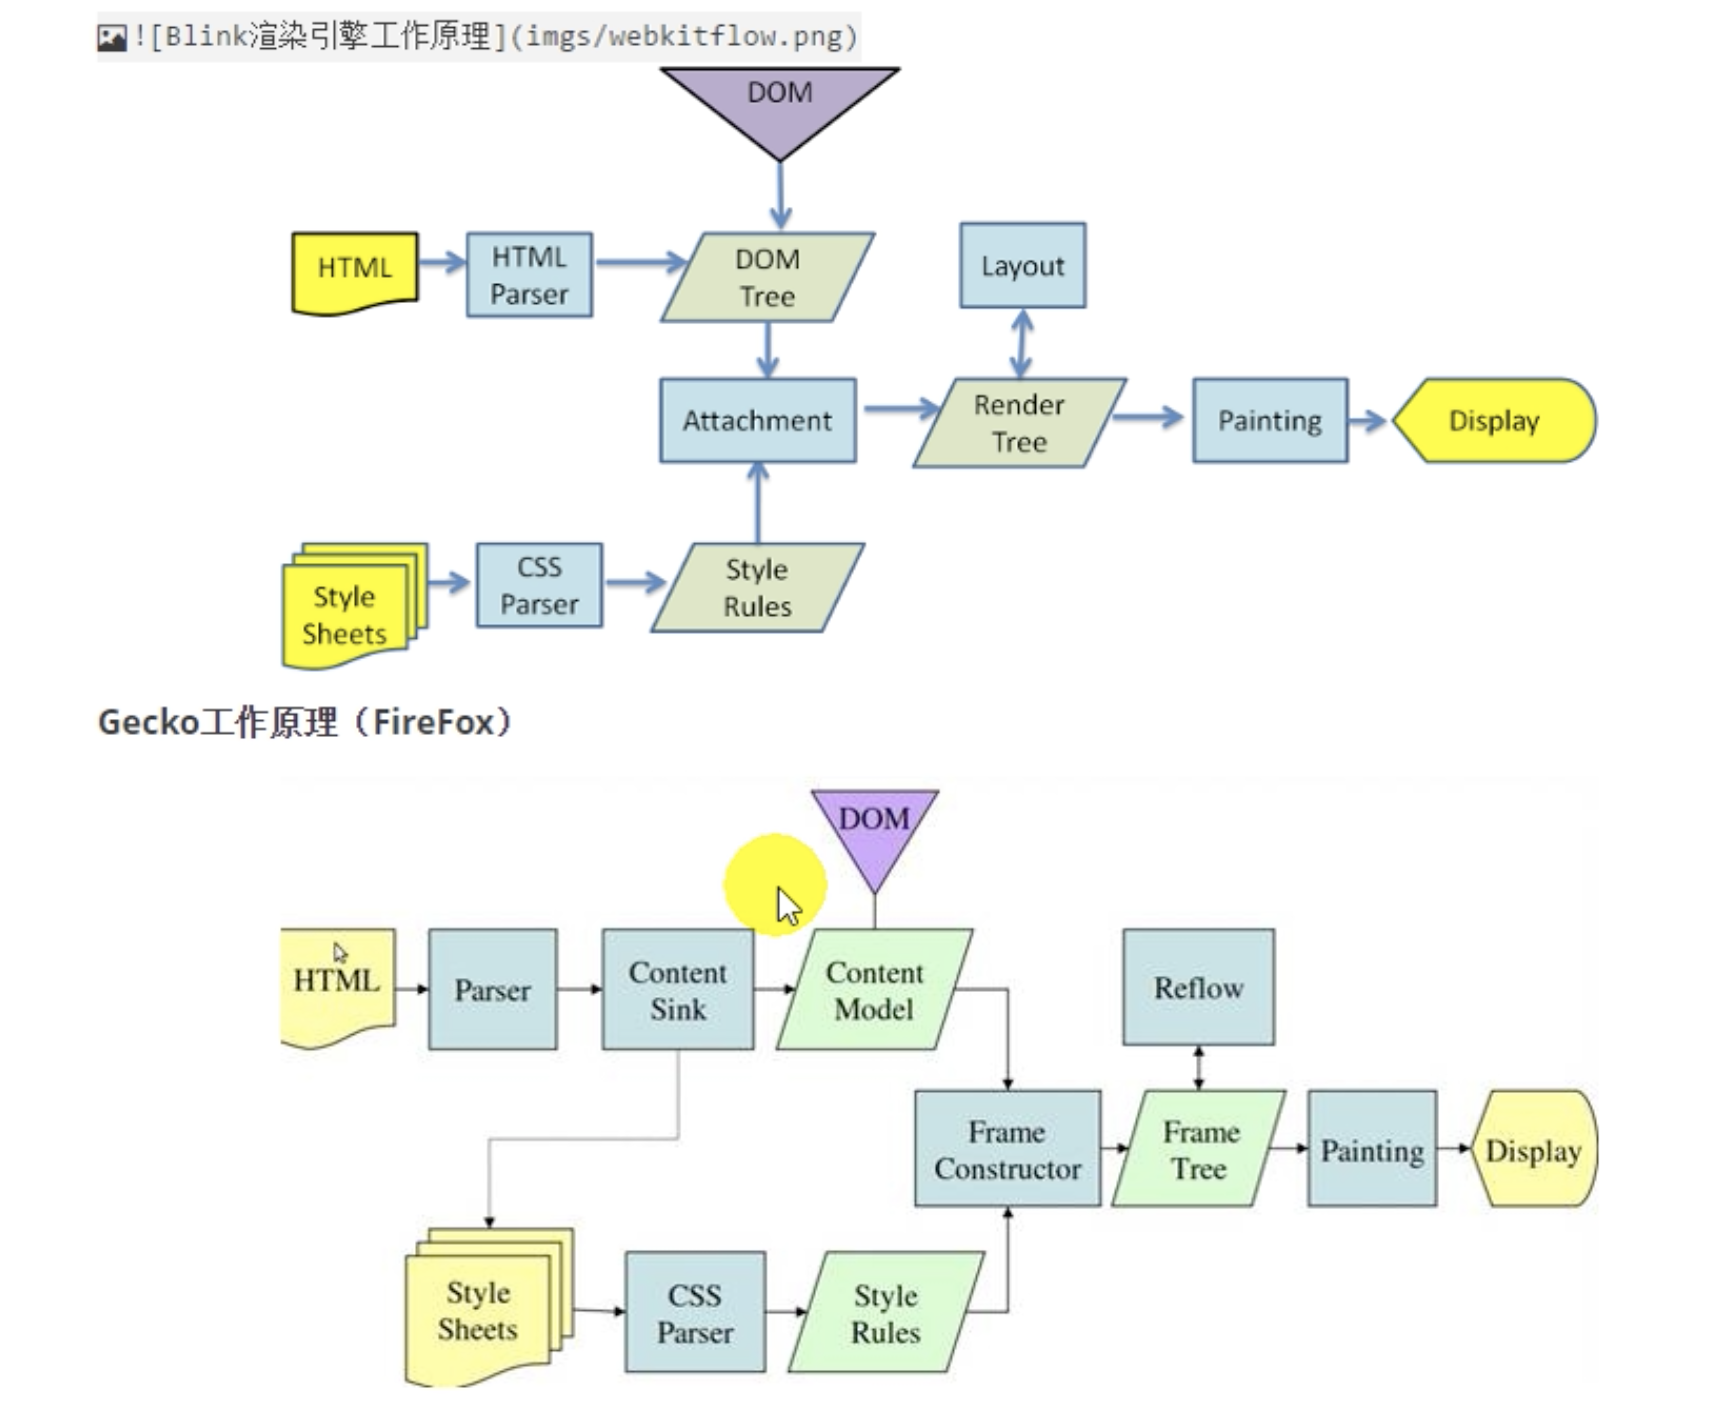 ![Blink渲染引擎工作原理](imgs/webkitflow.png)
DOM
HTML
HTML
Parser
DOM
Tree
Layout
Attachment
Render
Tree
Painting
Display
Style
Sheets
CSS
Parser
Style
Rules
Gecko工作原理（FireFox）
DOM
HTML
Parser
Content
Sink
Content
Model
Reflow
Frame
Constructor
Frame
Tree
Painting
Display
Style
Sheets
CSS
Parser
Style
Rules